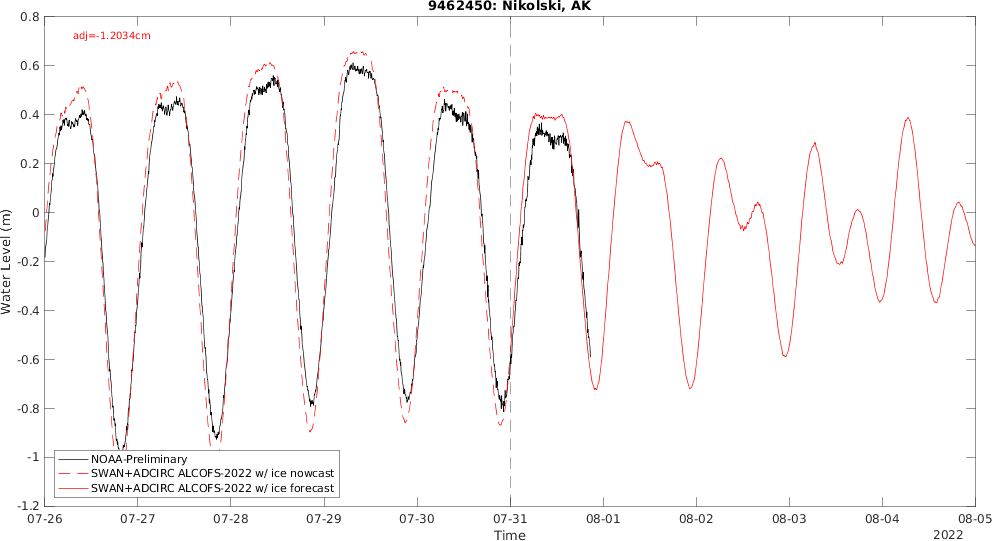 9462450: Nikolski, AK
adj=-1.2034cm
0.8
0.6
0.4
0.2
0
-0.2
-0.4
-0.6
-0.8
-1
-1.2
Water Level (m)
NOAA-Preliminary
SWAN+ADCIRC ALCOFS-2022 w/ ice nowcast
SWAN+ADCIRC ALCOFS-2022 w/ ice forecast
07-26 07-27 07-28 07-29 07-30 07-31 08-01 08-02 08-03 08-04 08-05
Time
2022